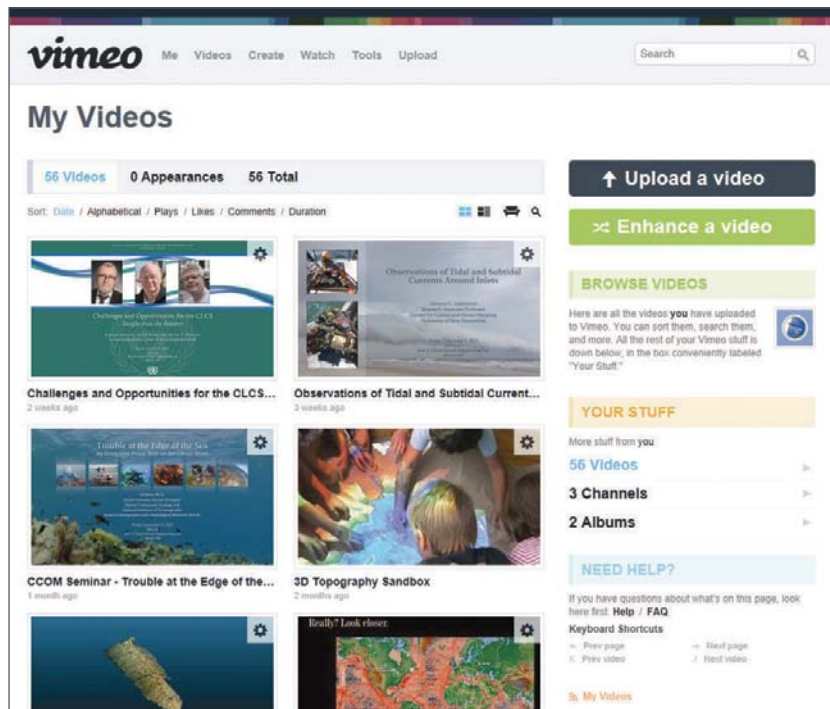 vimeo Me Videos Create Watch Tools Upload Search
My Videos
56 Videos 0 Appearances 56 Total
Sort: Date / Alphabetical / Plays / Likes / Comments / Duration
Challenges and Opportunities for the CLCS
Observations of Tidal and Subtidal
Currents Around Inlets
Challenges and Opportunities for the CLCS...
2 weeks ago
Observations of Tidal and Subtidal Current...
3 weeks ago
Trouble at the Edge of the Sea
CCOM Seminar - Trouble at the Edge of the...
1 month ago
3D Topography Sandbox
2 months ago
Really? Look closer.
Upload a video
Enhance a video
BROWSE VIDEOS
Here are all the videos you have uploaded
to Vimeo. You can sort them, search them,
and more. All the rest of your Vimeo stuff is
down below, in the box conveniently labeled
"Your Stuff."
YOUR STUFF
More stuff from you
56 Videos
3 Channels
2 Albums
NEED HELP?
If you have questions about what's on this page, look
here first: Help / FAQ
Keyboard Shortcuts
← Prev page → Next page
K Prev video J Next video
My Videos